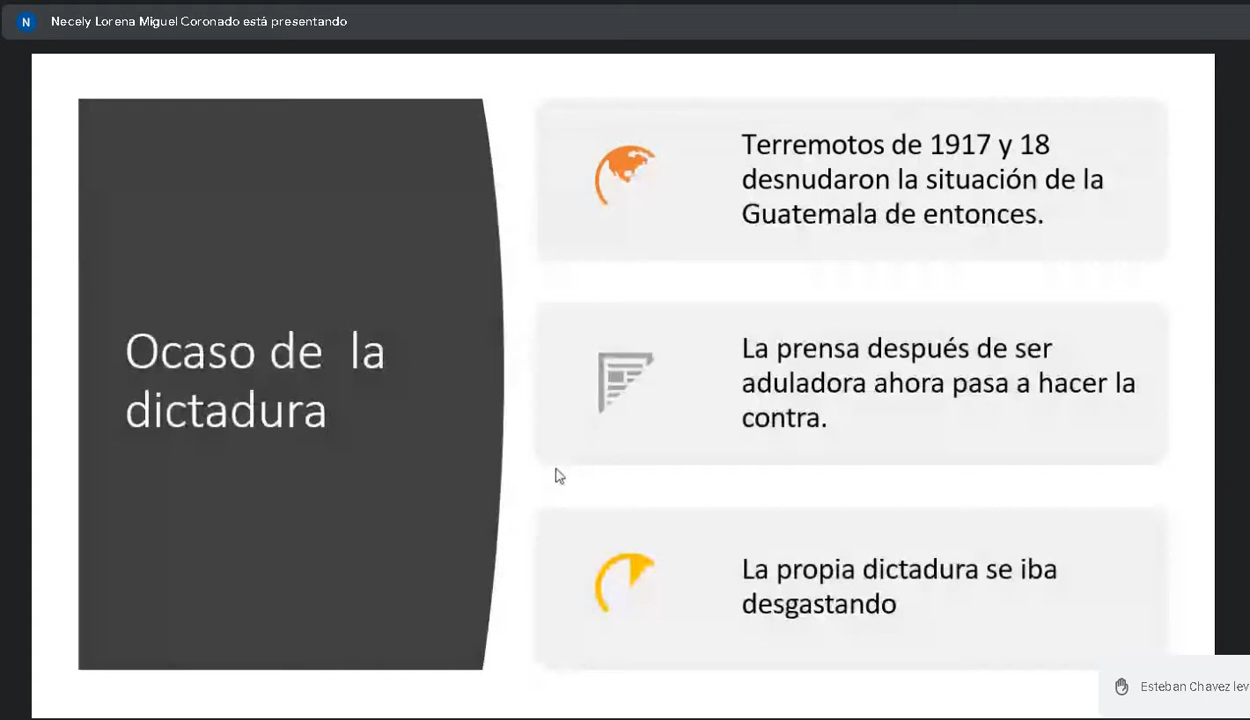 N Necely Lorena Miguel Coronado está presentando
Ocaso de la
dictadura
Terremotos de 1917 y 18
desnudaron la situación de la
Guatemala de entonces.
La prensa después de ser
aduladora ahora pasa a hacer la
contra.
La propia dictadura se iba
desgastando
Esteban Chavez lev